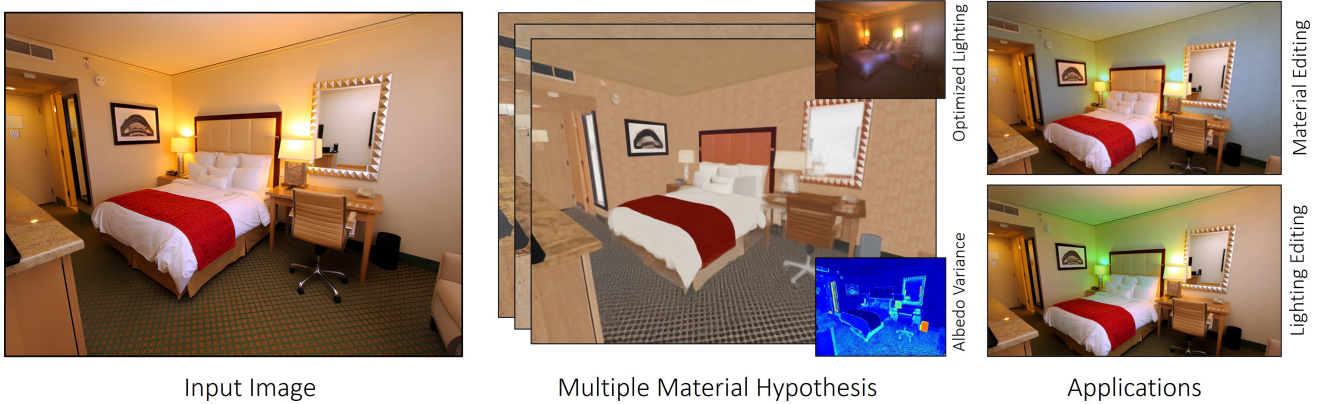 Optimized Lighting
Albedo Variance
Material Editing
Lighting Editing
Input Image
Multiple Material Hypothesis
Applications